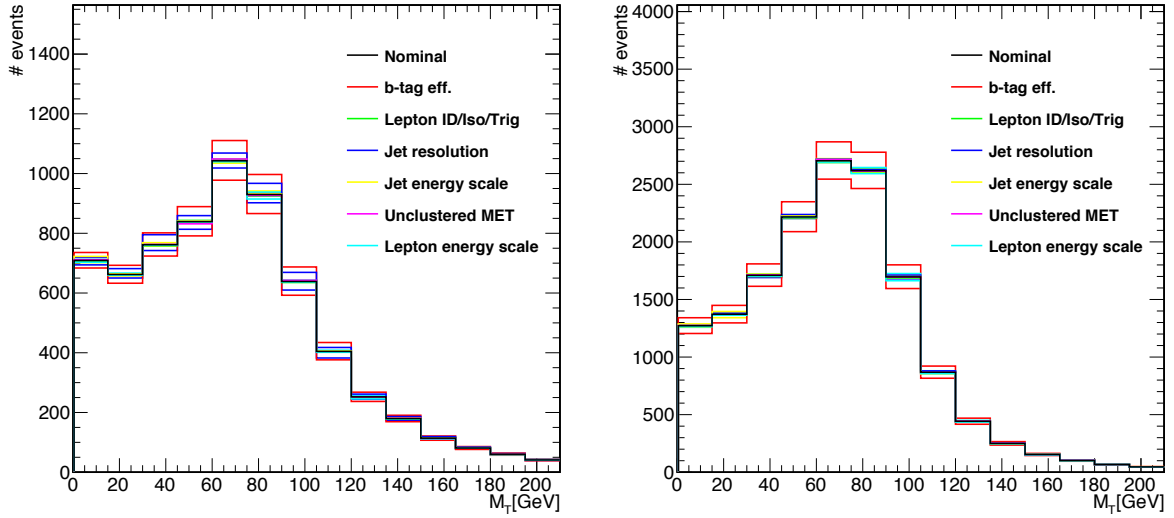 # events
1400
1200
1000
800
600
400
200
0
0 20 40 60 80 100 120 140 160 180 200
M_T[GeV]
Nominal
b-tag eff.
Lepton ID/Iso/Trig
Jet resolution
Jet energy scale
Unclustered MET
Lepton energy scale
# events
4000
3500
3000
2500
2000
1500
1000
500
0
0 20 40 60 80 100 120 140 160 180 200
M_T[GeV]
Nominal
b-tag eff.
Lepton ID/Iso/Trig
Jet resolution
Jet energy scale
Unclustered MET
Lepton energy scale